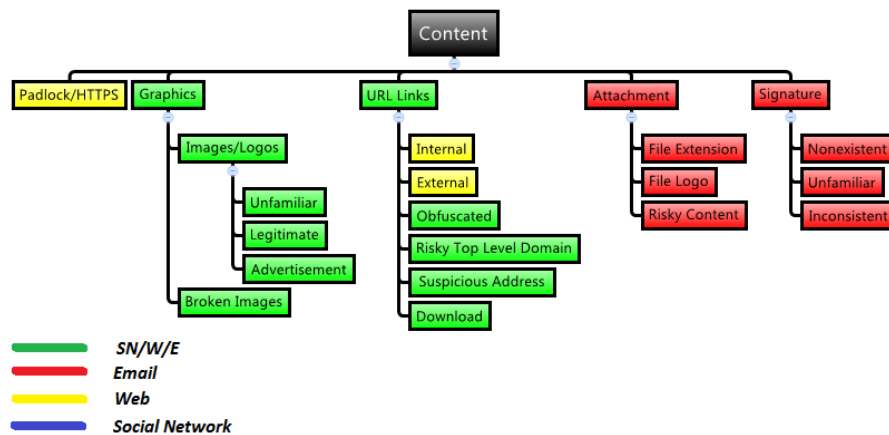 Content
Padlock/HTTPS
Graphics
URL Links
Attachment
Signature
Images/Logos
Unfamiliar
Legitimate
Advertisement
Broken Images
Internal
External
Obfuscated
Risky Top Level Domain
Suspicious Address
Download
File Extension
File Logo
Risky Content
Nonexistent
Unfamiliar
Inconsistent
SN/W/E
Email
Web
Social Network